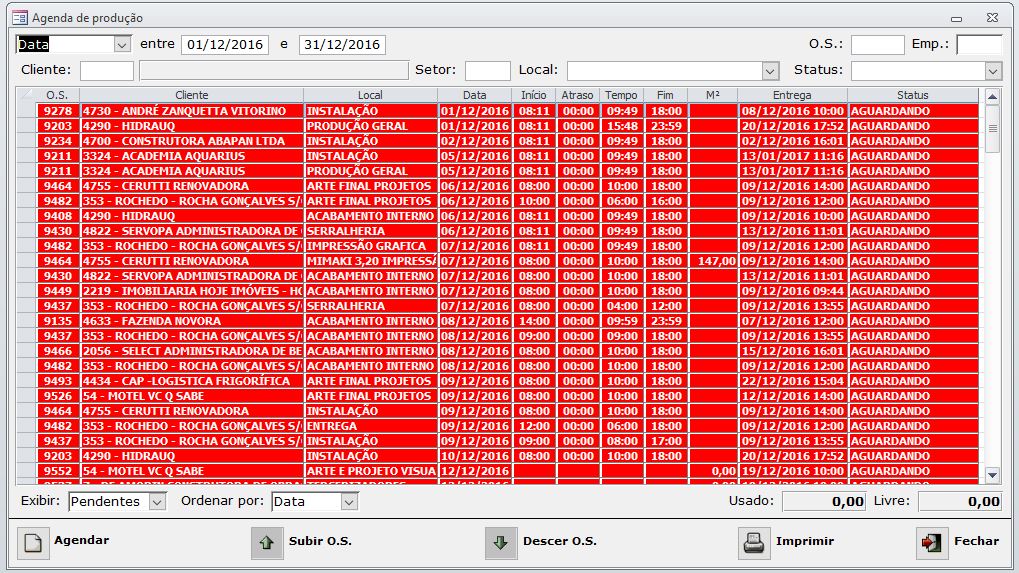 Agenda de produção
Data entre 01/12/2016 e 31/12/2016 O.S.: Emp.:
Cliente: Setor: Local: Status:
O.S. Cliente Local Data Início Atraso Tempo Fim M² Entrega Status
9278 4730 - ANDRÉ ZANQUETTA VITORINO INSTALAÇÃO 01/12/2016 08:11 00:00 09:49 18:00 08/12/2016 10:00 AGUARDANDO
9203 4290 - HIDRAUQ PRODUÇÃO GERAL 01/12/2016 08:11 00:00 15:48 23:59 20/12/2016 17:52 AGUARDANDO
9234 4700 - CONSTRUTORA ABAPAN LTDA INSTALAÇÃO 02/12/2016 08:11 00:00 09:49 18:00 02/12/2016 16:01 AGUARDANDO
9211 3324 - ACADEMIA AQUARIUS INSTALAÇÃO 05/12/2016 08:11 00:00 09:49 18:00 13/01/2017 11:16 AGUARDANDO
9211 3324 - ACADEMIA AQUARIUS PRODUÇÃO GERAL 05/12/2016 08:11 00:00 09:49 18:00 13/01/2017 11:16 AGUARDANDO
9464 4755 - CERUTTI RENOVADORA ARTE FINAL PROJETOS 06/12/2016 08:00 00:00 10:00 18:00 09/12/2016 14:00 AGUARDANDO
9482 353 - ROCHEDO - ROCHA GONÇALVES S/ ARTE FINAL PROJETOS 06/12/2016 10:00 00:00 06:00 16:00 09/12/2016 12:00 AGUARDANDO
9408 4290 - HIDRAUQ ACABAMENTO INTERNO 06/12/2016 08:11 00:00 09:49 18:00 09/12/2016 10:00 AGUARDANDO
9430 4822 - SERVOPA ADMINISTRADORA DE SERRALHERIA 06/12/2016 08:11 00:00 09:49 18:00 13/12/2016 11:01 AGUARDANDO
9482 353 - ROCHEDO - ROCHA GONÇALVES S/ IMPRESSÃO GRAFICA 07/12/2016 08:11 00:00 09:49 18:00 09/12/2016 12:00 AGUARDANDO
9464 4755 - CERUTTI RENOVADORA MIMAKI 3,20 IMPRESSÃ 07/12/2016 08:00 00:00 10:00 18:00 147,00 09/12/2016 14:00 AGUARDANDO
9430 4822 - SERVOPA ADMINISTRADORA DE ACABAMENTO INTERNO 07/12/2016 08:00 00:00 10:00 18:00 13/12/2016 11:01 AGUARDANDO
9449 2219 - IMOBILIARIA HOJE IMÓVEIS - HO ACABAMENTO INTERNO 07/12/2016 08:00 00:00 10:00 18:00 09/12/2016 09:44 AGUARDANDO
9437 353 - ROCHEDO - ROCHA GONÇALVES S/ SERRALHERIA 07/12/2016 08:00 00:00 04:00 12:00 09/12/2016 13:55 AGUARDANDO
9135 4633 - FAZENDA NOVORA ACABAMENTO INTERNO 08/12/2016 14:00 00:00 09:59 23:59 07/12/2016 12:00 AGUARDANDO
9437 353 - ROCHEDO - ROCHA GONÇALVES S/ ACABAMENTO INTERNO 08/12/2016 09:00 00:00 09:00 18:00 09/12/2016 13:55 AGUARDANDO
9466 2056 - SELECT ADMINISTRADORA DE BE ACABAMENTO INTERNO 08/12/2016 08:00 00:00 10:00 18:00 15/12/2016 16:01 AGUARDANDO
9482 353 - ROCHEDO - ROCHA GONÇALVES S/ ACABAMENTO INTERNO 08/12/2016 08:00 00:00 10:00 18:00 09/12/2016 12:00 AGUARDANDO
9493 4434 - CAP -LOGISTICA FRIGORÍFICA ARTE FINAL PROJETOS 09/12/2016 08:00 00:00 10:00 18:00 22/12/2016 15:04 AGUARDANDO
9526 54 - MOTEL VC Q SABE ARTE FINAL PROJETOS 09/12/2016 08:00 00:00 10:00 18:00 12/12/2016 14:00 AGUARDANDO
9464 4755 - CERUTTI RENOVADORA INSTALAÇÃO 09/12/2016 08:00 00:00 10:00 18:00 09/12/2016 14:00 AGUARDANDO
9482 353 - ROCHEDO - ROCHA GONÇALVES S/ ENTREGA 09/12/2016 12:00 00:00 06:00 18:00 09/12/2016 12:00 AGUARDANDO
9437 353 - ROCHEDO - ROCHA GONÇALVES S/ INSTALAÇÃO 09/12/2016 09:00 00:00 08:00 17:00 09/12/2016 13:55 AGUARDANDO
9203 4290 - HIDRAUQ INSTALAÇÃO 10/12/2016 08:00 00:00 10:00 18:00 20/12/2016 17:52 AGUARDANDO
9552 54 - MOTEL VC Q SABE ARTE E PROJETO VISUA 12/12/2016 0,00 19/12/2016 10:00 AGUARDANDO
Exibir: Pendentes Ordenar por: Data Usado: 0,00 Livre: 0,00
Agendar Subir O.S. Descer O.S. Imprimir Fechar